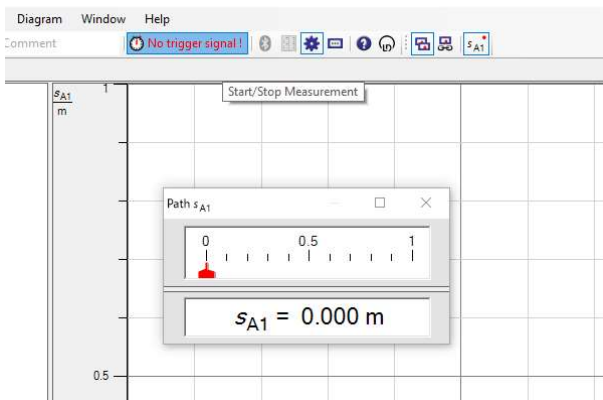 Diagram Window Help
Comment No trigger signal ! s A1
Start/Stop Measurement
s A1
m
1
Path s A1
0 0.5 1
s A1 = 0.000 m
0.5